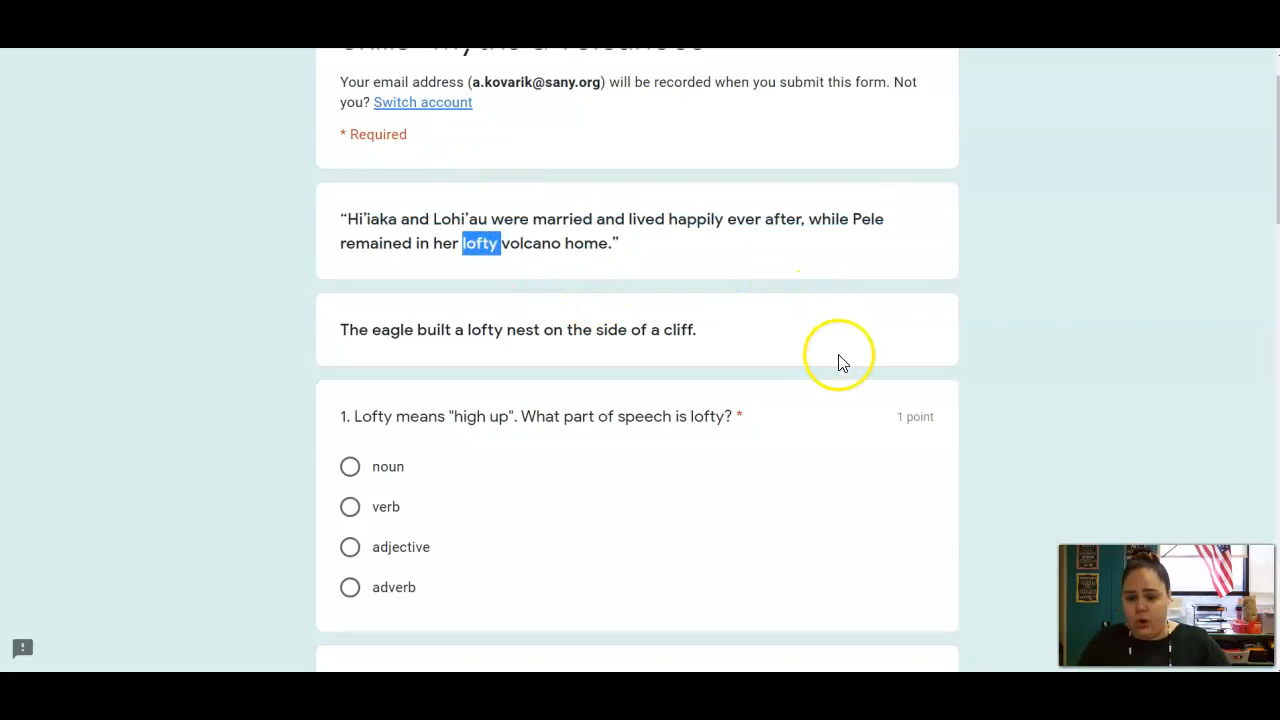 Your email address (a.kovarik@sany.org) will be recorded when you submit this form. Not
you? Switch account
* Required
“Hi’iaka and Lohi’au were married and lived happily ever after, while Pele
remained in her lofty volcano home.”
The eagle built a lofty nest on the side of a cliff.
1. Lofty means "high up". What part of speech is lofty? *
1 point
noun
verb
adjective
adverb